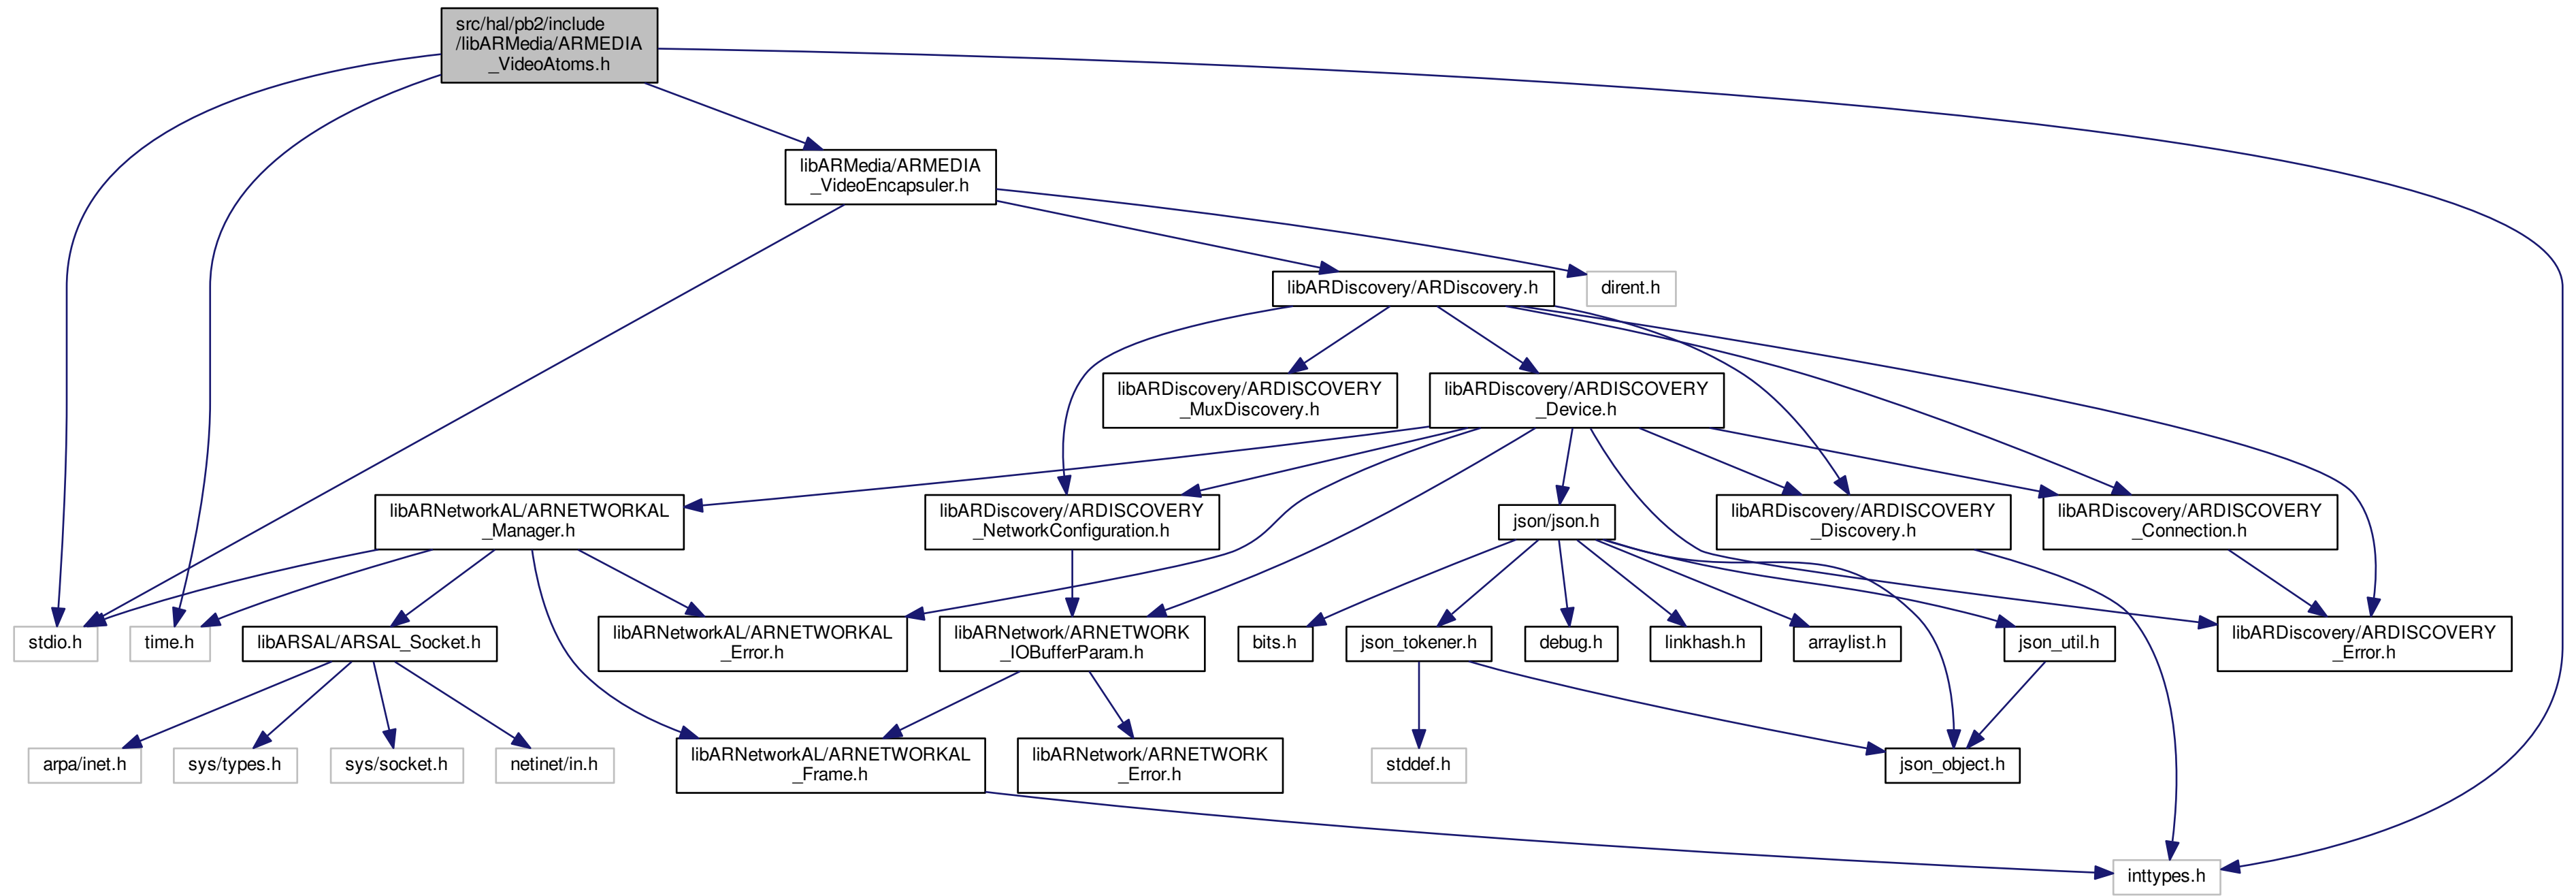 src/hal/pb2/include
/libARMedia/ARMEDIA
_VideoAtoms.h
libARMedia/ARMEDIA
_VideoEncapsuler.h
libARDiscovery/ARDiscovery.h
dirent.h
libARDiscovery/ARDISCOVERY
_MuxDiscovery.h
libARDiscovery/ARDISCOVERY
_Device.h
libARNetworkAL/ARNETWORKAL
_Manager.h
libARDiscovery/ARDISCOVERY
_NetworkConfiguration.h
json/json.h
libARDiscovery/ARDISCOVERY
_Discovery.h
libARDiscovery/ARDISCOVERY
_Connection.h
stdio.h
time.h
libARSAL/ARSAL_Socket.h
libARNetworkAL/ARNETWORKAL
_Error.h
libARNetwork/ARNETWORK
_IOBufferParam.h
bits.h
json_tokener.h
debug.h
linkhash.h
arraylist.h
json_util.h
libARDiscovery/ARDISCOVERY
_Error.h
arpa/inet.h
sys/types.h
sys/socket.h
netinet/in.h
libARNetworkAL/ARNETWORKAL
_Frame.h
libARNetwork/ARNETWORK
_Error.h
stddef.h
json_object.h
inttypes.h